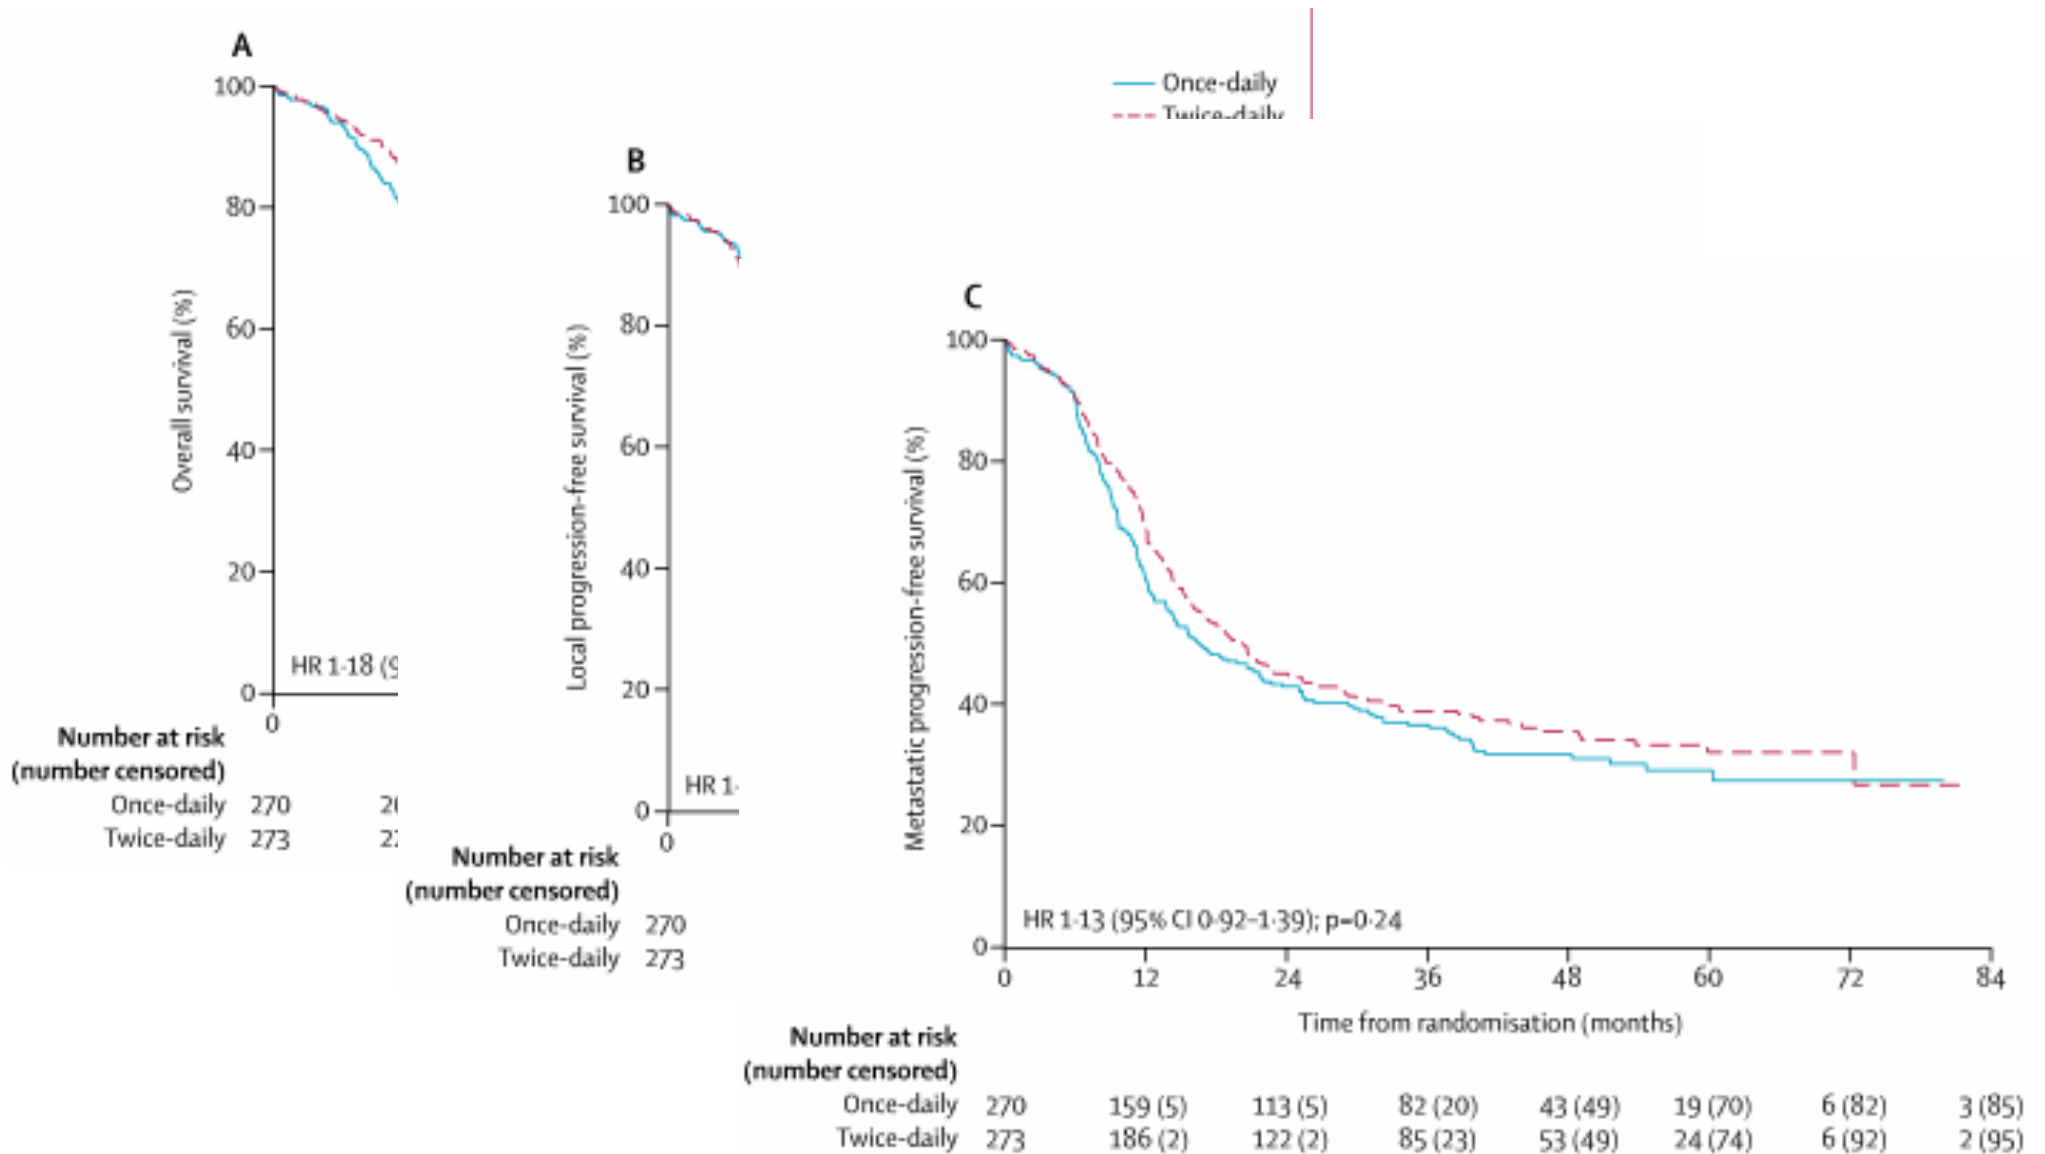 A
100
80
60
40
20
0
Overall survival (%)
HR 1·18 (9
0
Number at risk
(number censored)
Once-daily 270 26
Twice-daily 273
Once-daily
Twice-daily
B
100
80
60
40
20
0
Local progression-free survival (%)
HR 1·
0
Number at risk
(number censored)
Once-daily 270
Twice-daily 273
C
100
80
60
40
20
0
Metastatic progression-free survival (%)
HR 1·13 (95% CI 0·92–1·39); p=0·24
0 12 24 36 48 60 72 84
Time from randomisation (months)
Number at risk
(number censored)
Once-daily 270 159 (5) 113 (5) 82 (20) 43 (49) 19 (70) 6 (82) 3 (85)
Twice-daily 273 186 (2) 122 (2) 85 (23) 53 (49) 24 (74) 6 (92) 2 (95)